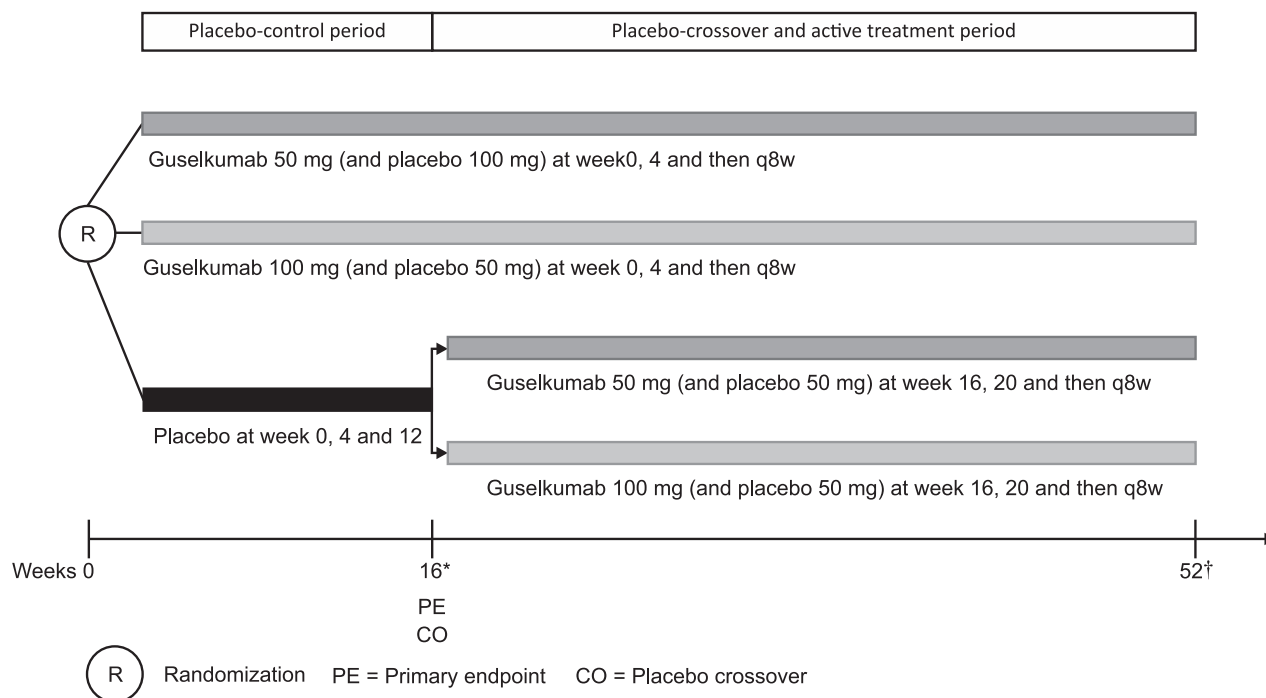 Placebo-control period
Placebo-crossover and active treatment period
Guselkumab 50 mg (and placebo 100 mg) at week0, 4 and then q8w
R
Guselkumab 100 mg (and placebo 50 mg) at week 0, 4 and then q8w
Guselkumab 50 mg (and placebo 50 mg) at week 16, 20 and then q8w
Placebo at week 0, 4 and 12
Guselkumab 100 mg (and placebo 50 mg) at week 16, 20 and then q8w
Weeks 0
16*
52†
PE
CO
R Randomization PE = Primary endpoint CO = Placebo crossover